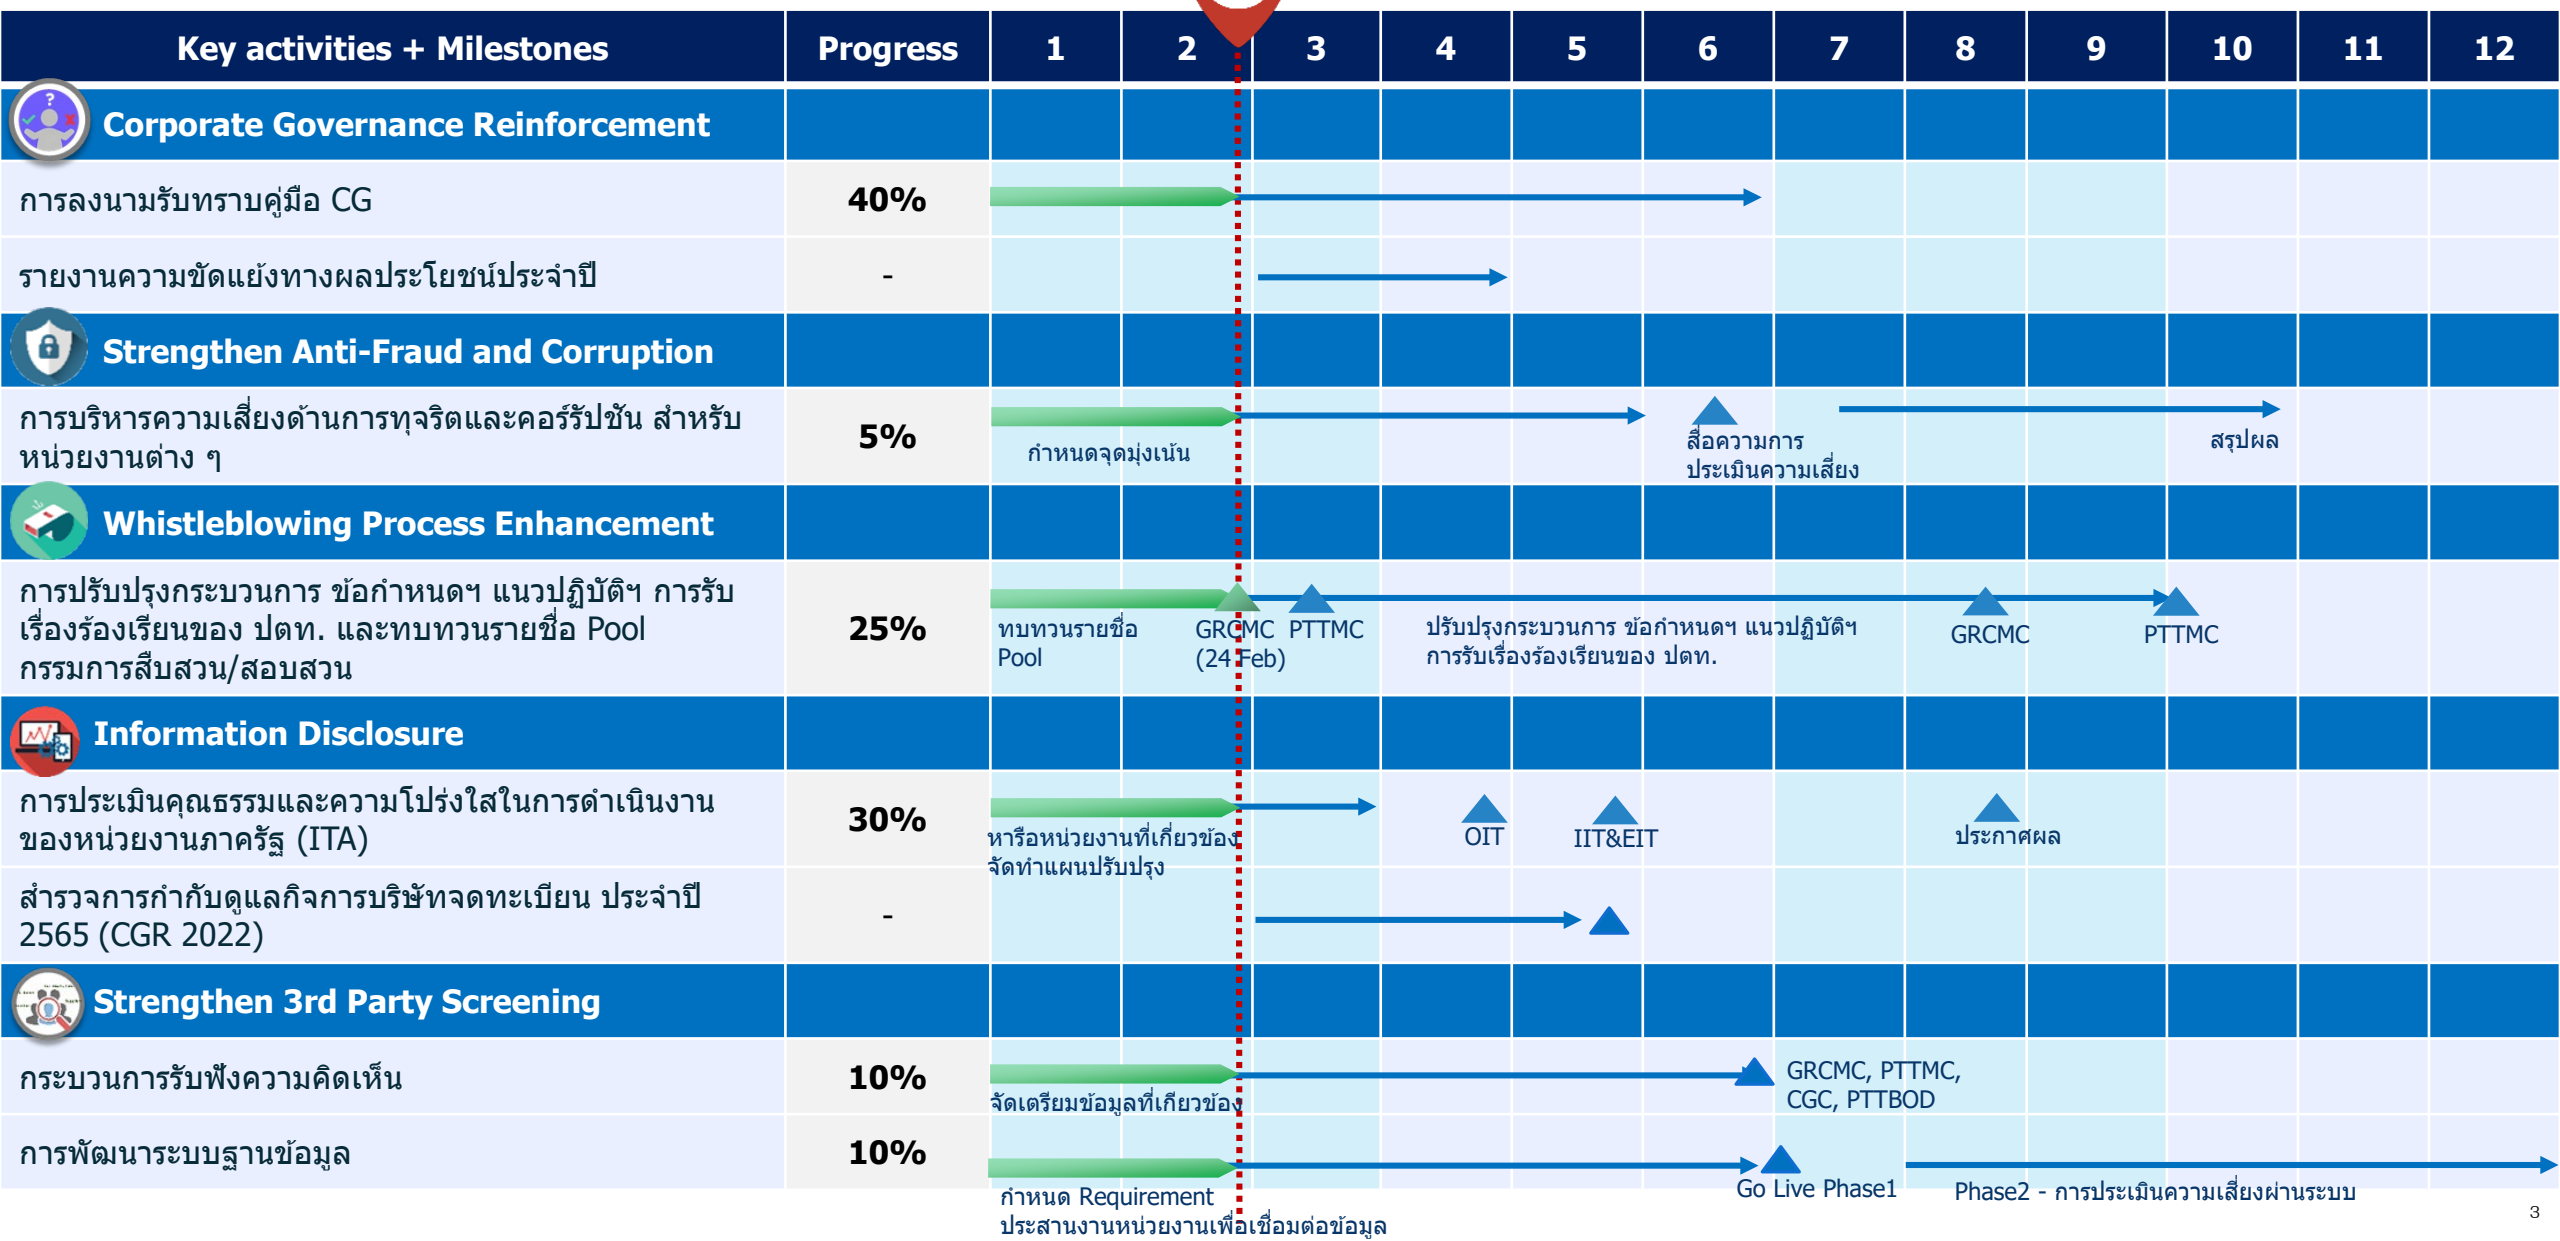 Key activities + Milestones Progress 1 2 3 4 5 6 7 8 9 10 11 12
Corporate Governance Reinforcement
การลงนามรับทราบคู่มือ CG 40%
รายงานความขัดแย้งทางผลประโยชน์ประจำปี -
Strengthen Anti-Fraud and Corruption
การบริหารความเสี่ยงด้านการทุจริตและคอร์รัปชัน สำหรับ
หน่วยงานต่าง ๆ
5%
กำหนดจุดมุ่งเน้น
สื่อความการ
ประเมินความเสี่ยง
สรุปผล
Whistleblowing Process Enhancement
การปรับปรุงกระบวนการ ข้อกำหนดฯ แนวปฏิบัติฯ การรับ
เรื่องร้องเรียนของ ปตท. และทบทวนรายชื่อ Pool
กรรมการสืบสวน/สอบสวน
25%
ทบทวนรายชื่อ
Pool
GRCMC
(24 Feb)
PTTMC
ปรับปรุงกระบวนการ ข้อกำหนดฯ แนวปฏิบัติฯ
การรับเรื่องร้องเรียนของ ปตท.
GRCMC
PTTMC
Information Disclosure
การประเมินคุณธรรมและความโปร่งใสในการดำเนินงาน
ของหน่วยงานภาครัฐ (ITA)
30%
หารือหน่วยงานที่เกี่ยวข้อง
จัดทำแผนปรับปรุง
OIT
IIT&EIT
ประกาศผล
สำรวจการกำกับดูแลกิจการบริษัทจดทะเบียน ประจำปี
2565 (CGR 2022)
-
Strengthen 3rd Party Screening
กระบวนการรับฟังความคิดเห็น 10%
จัดเตรียมข้อมูลที่เกี่ยวข้อง
GRCMC, PTTMC,
CGC, PTTBOD
การพัฒนาระบบฐานข้อมูล 10%
กำหนด Requirement
ประสานงานหน่วยงานเพื่อเชื่อมต่อข้อมูล
Go Live Phase1
Phase2 - การประเมินความเสี่ยงผ่านระบบ
3